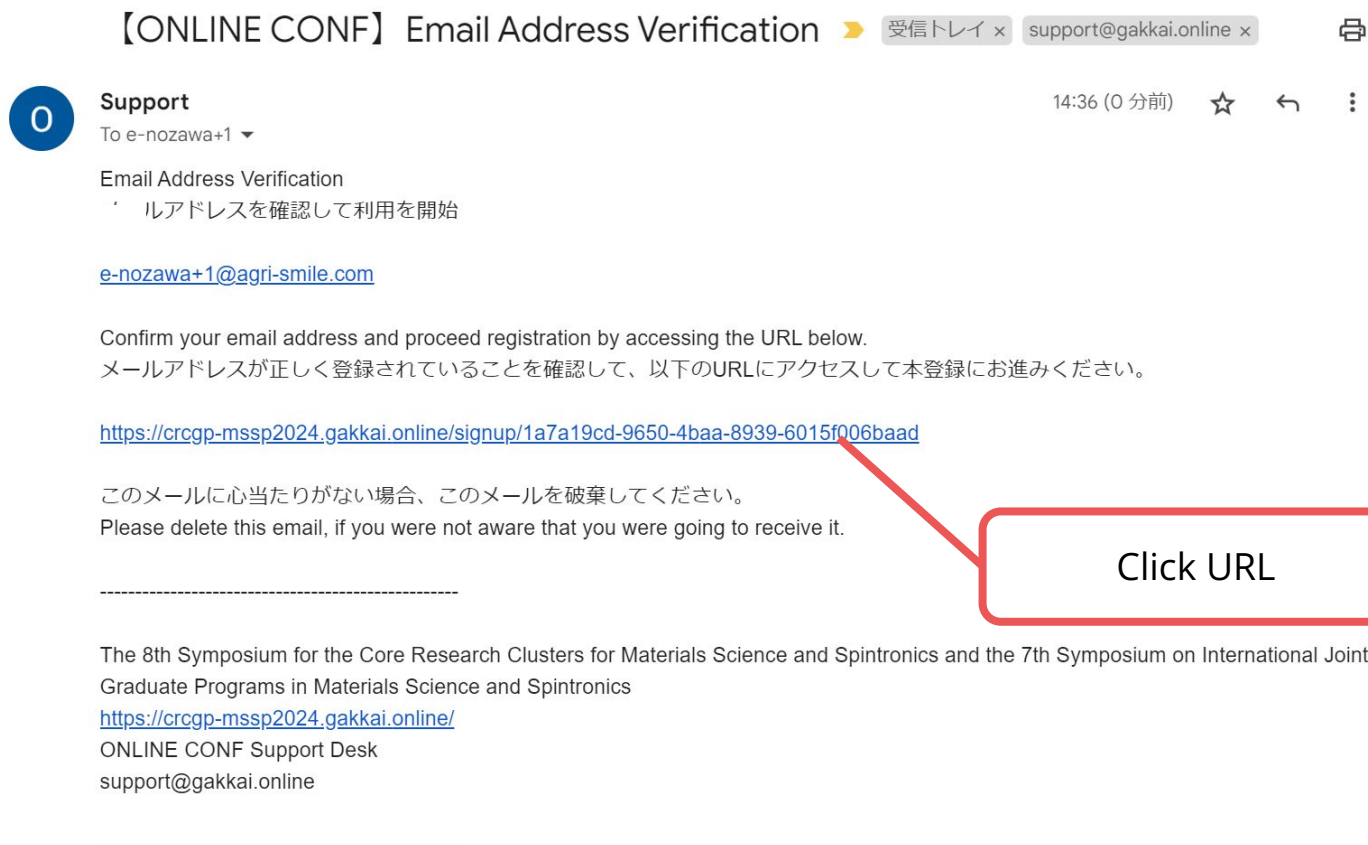 【ONLINE CONF】Email Address Verification 受信トレイ × support@gakkai.online ×
O
Support
14:36 (0 分前)
To e-nozawa+1
Email Address Verification
ルアドレスを確認して利用を開始
e-nozawa+1@agri-smile.com
Confirm your email address and proceed registration by accessing the URL below.
メールアドレスが正しく登録されていることを確認して、以下のURLにアクセスして本登録にお進みください。
https://crcgp-mssp2024.gakkai.online/signup/1a7a19cd-9650-4baa-8939-6015f006baad
このメールに心当たりがない場合、このメールを破棄してください。
Please delete this email, if you were not aware that you were going to receive it.
Click URL
---------------------------------------------------
The 8th Symposium for the Core Research Clusters for Materials Science and Spintronics and the 7th Symposium on International Joint
Graduate Programs in Materials Science and Spintronics
https://crcgp-mssp2024.gakkai.online/
ONLINE CONF Support Desk
support@gakkai.online